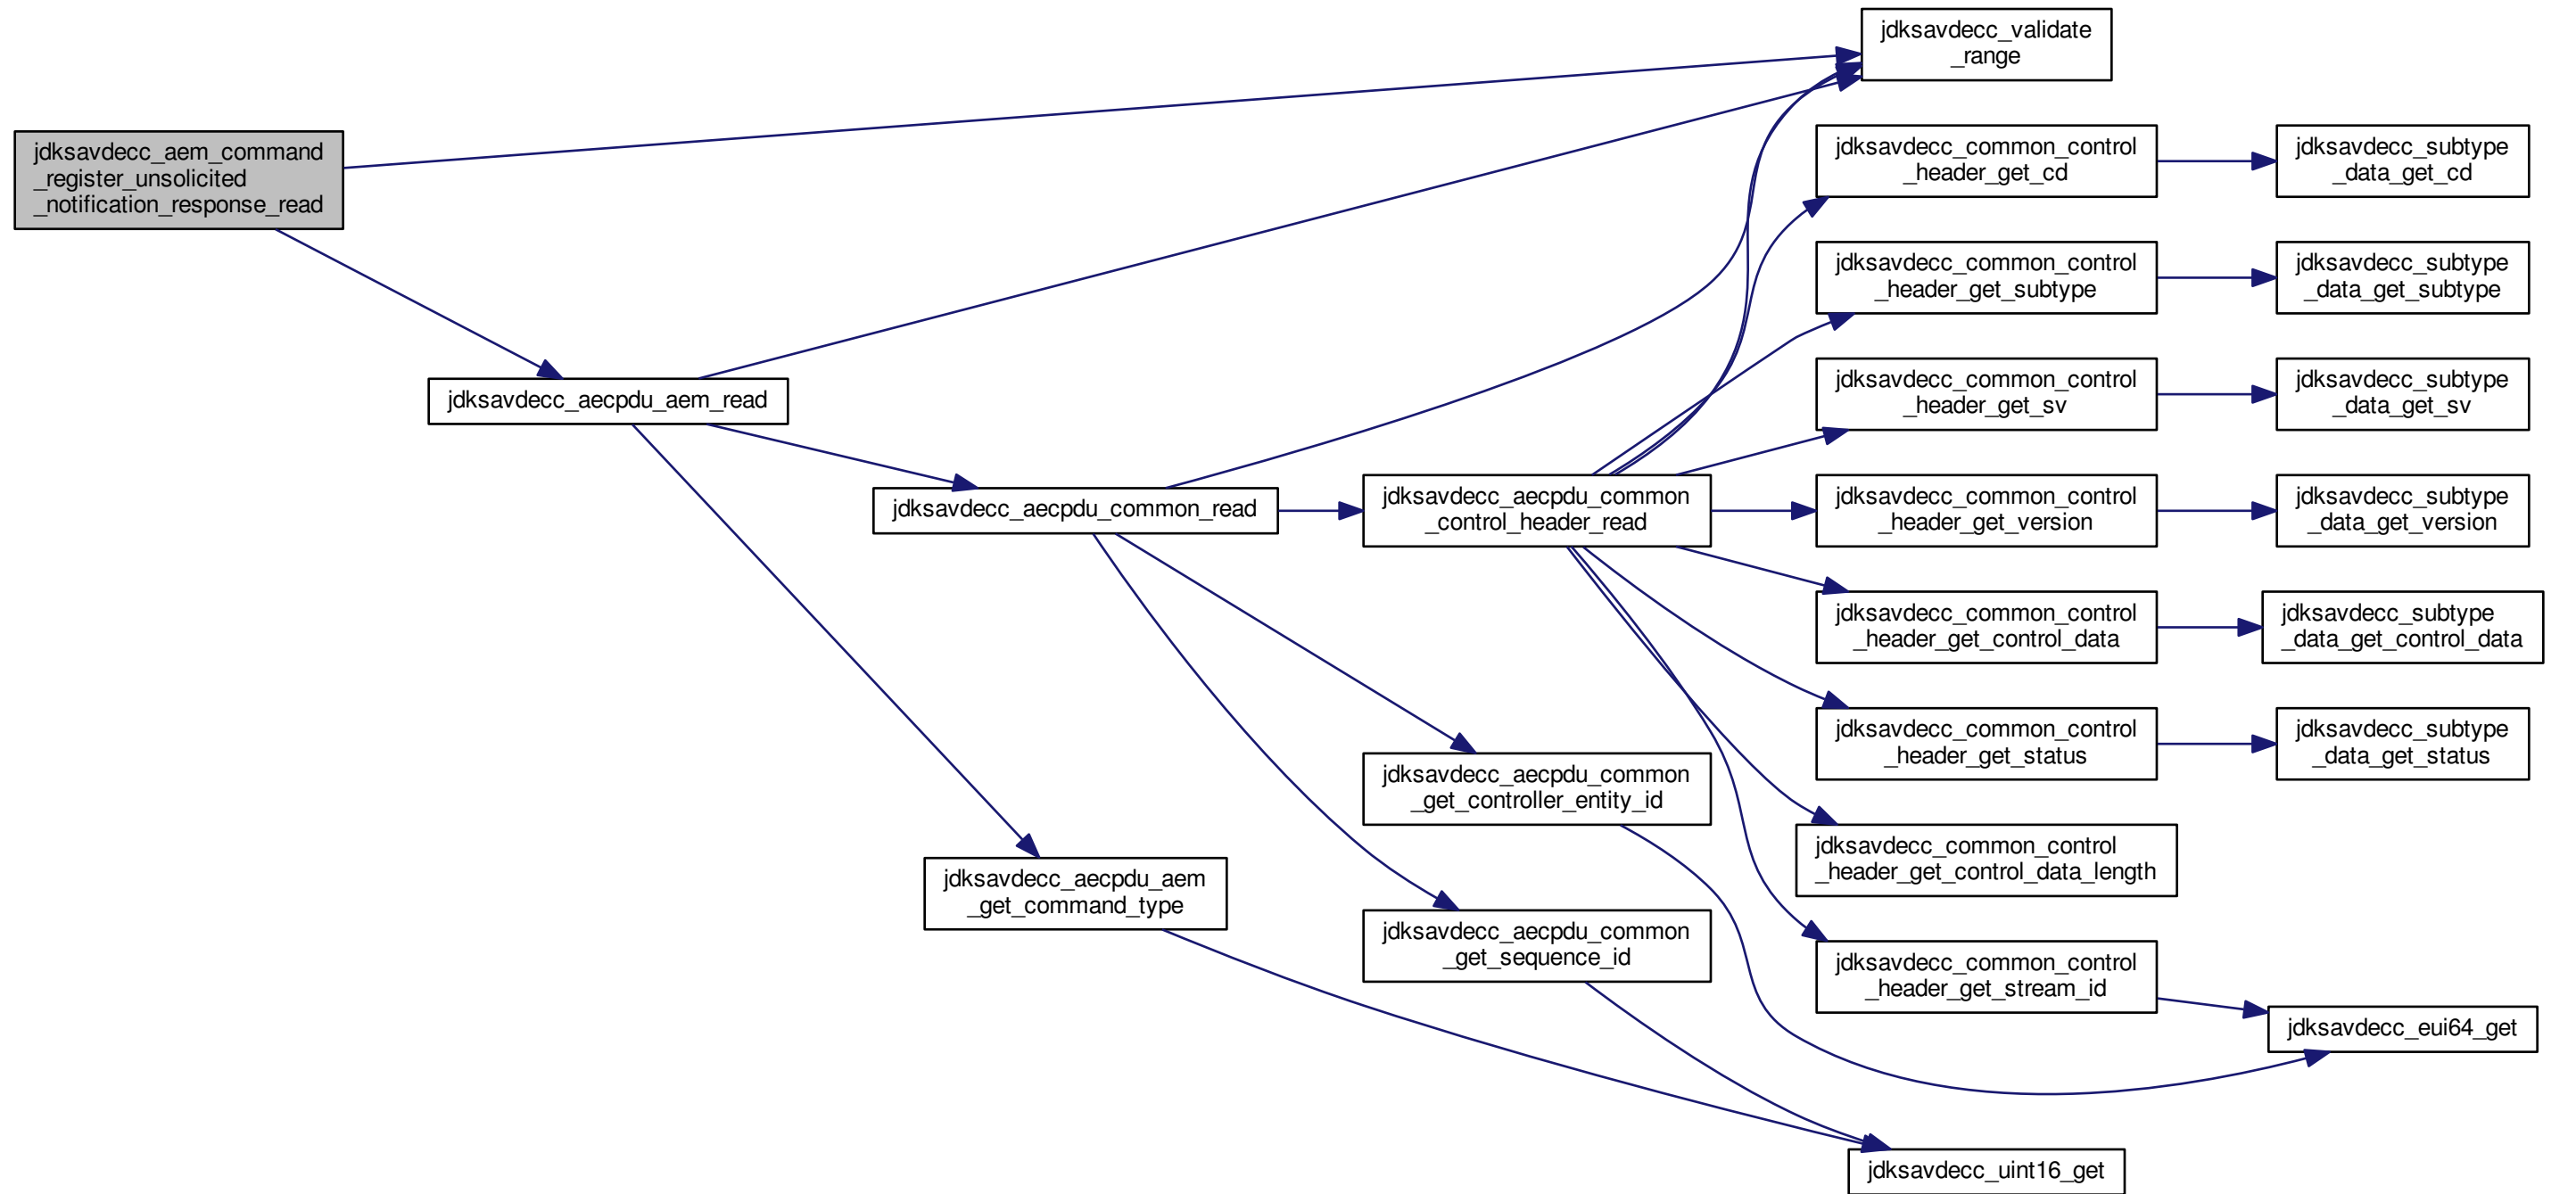 jdksavdecc_aem_command
_register_unsolicited
_notification_response_read
jdksavdecc_aecpdu_aem_read
jdksavdecc_aecpdu_common_read
jdksavdecc_aecpdu_aem
_get_command_type
jdksavdecc_aecpdu_common
_control_header_read
jdksavdecc_aecpdu_common
_get_controller_entity_id
jdksavdecc_aecpdu_common
_get_sequence_id
jdksavdecc_validate
_range
jdksavdecc_common_control
_header_get_cd
jdksavdecc_common_control
_header_get_subtype
jdksavdecc_common_control
_header_get_sv
jdksavdecc_common_control
_header_get_version
jdksavdecc_common_control
_header_get_control_data
jdksavdecc_common_control
_header_get_status
jdksavdecc_common_control
_header_get_control_data_length
jdksavdecc_common_control
_header_get_stream_id
jdksavdecc_uint16_get
jdksavdecc_subtype
_data_get_cd
jdksavdecc_subtype
_data_get_subtype
jdksavdecc_subtype
_data_get_sv
jdksavdecc_subtype
_data_get_version
jdksavdecc_subtype
_data_get_control_data
jdksavdecc_subtype
_data_get_status
jdksavdecc_eui64_get